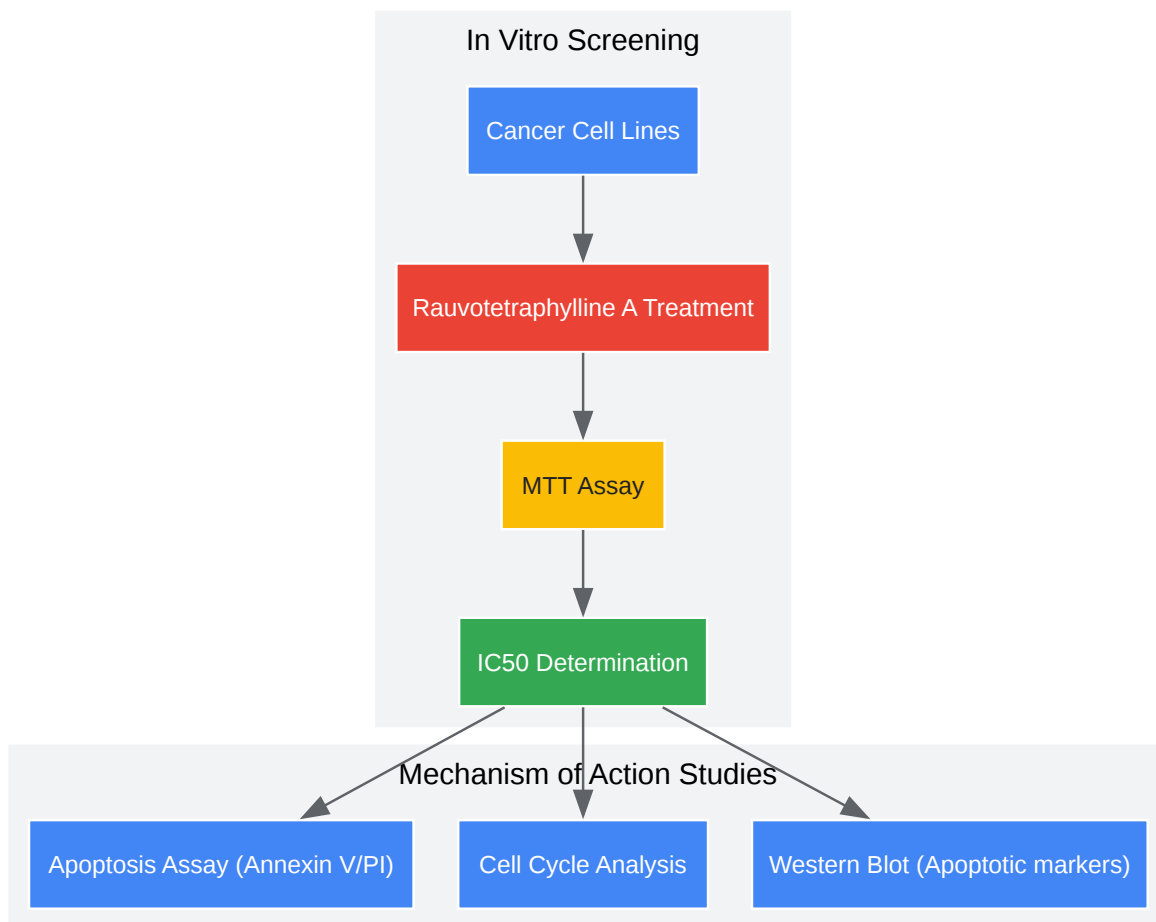 In Vitro Screening
Cancer Cell Lines
Rauvotetraphylline A Treatment
MTT Assay
IC50 Determination
Mechanism of Action Studies
Apoptosis Assay (Annexin V/PI)
Cell Cycle Analysis
Western Blot (Apoptotic markers)